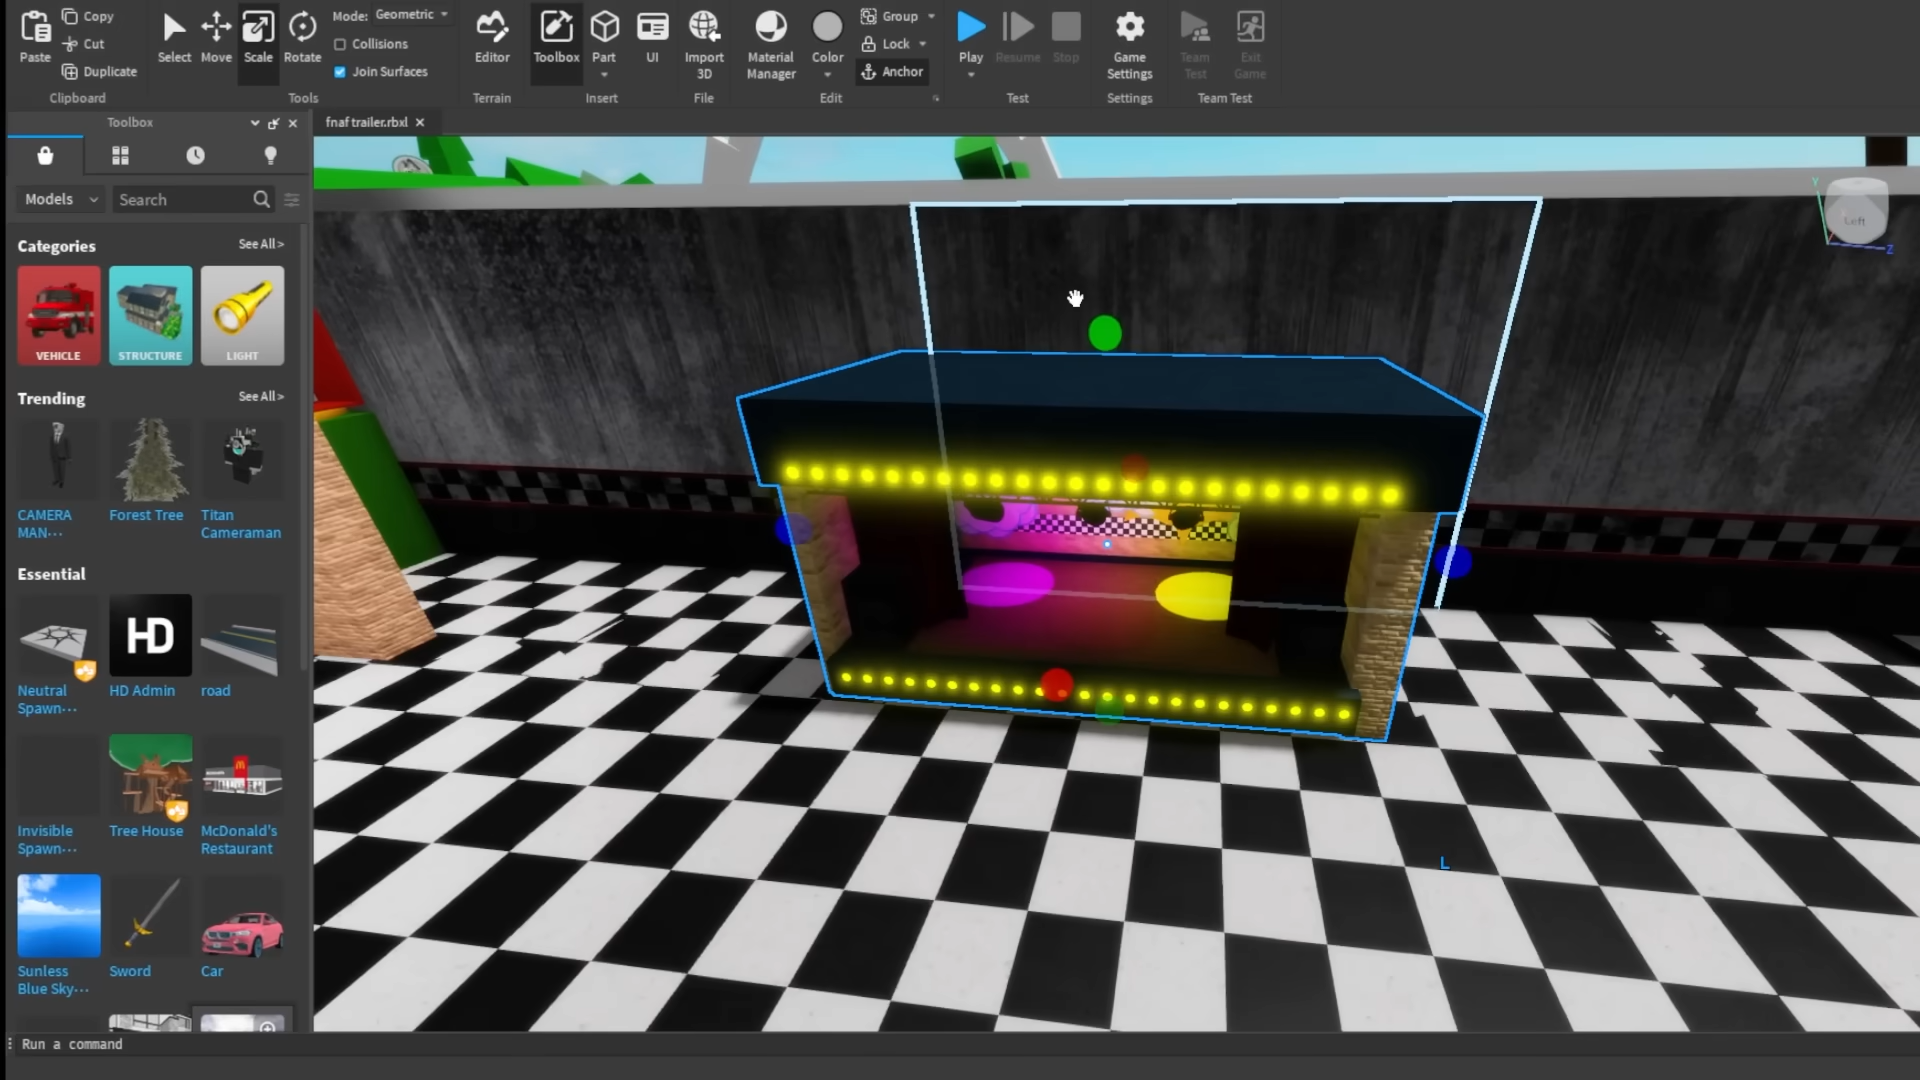 Paste
Copy
Cut
Duplicate
Clipboard
Select
Move
Scale
Rotate
Mode: Geometric
Collisions
Join Surfaces
Tools
Editor
Terrain
Toolbox
Part
UI
Insert
Import
3D
File
Material
Manager
Color
Group
Lock
Anchor
Edit
Play
Resume
Stop
Test
Game
Settings
Settings
Team
Test
Exit
Game
Team Test
Toolbox
fnaf trailer.rbxl
Models
Search
Categories
See All >
VEHICLE
STRUCTURE
LIGHT
Trending
See All >
CAMERA
MAN···
Forest Tree
Titan
Cameraman
Essential
HD
Neutral
Spawn···
HD Admin
road
Invisible
Spawn···
Tree House
McDonald's
Restaurant
Sunless
Blue Sky···
Sword
Car
Y
Left
Z
L
Run a command